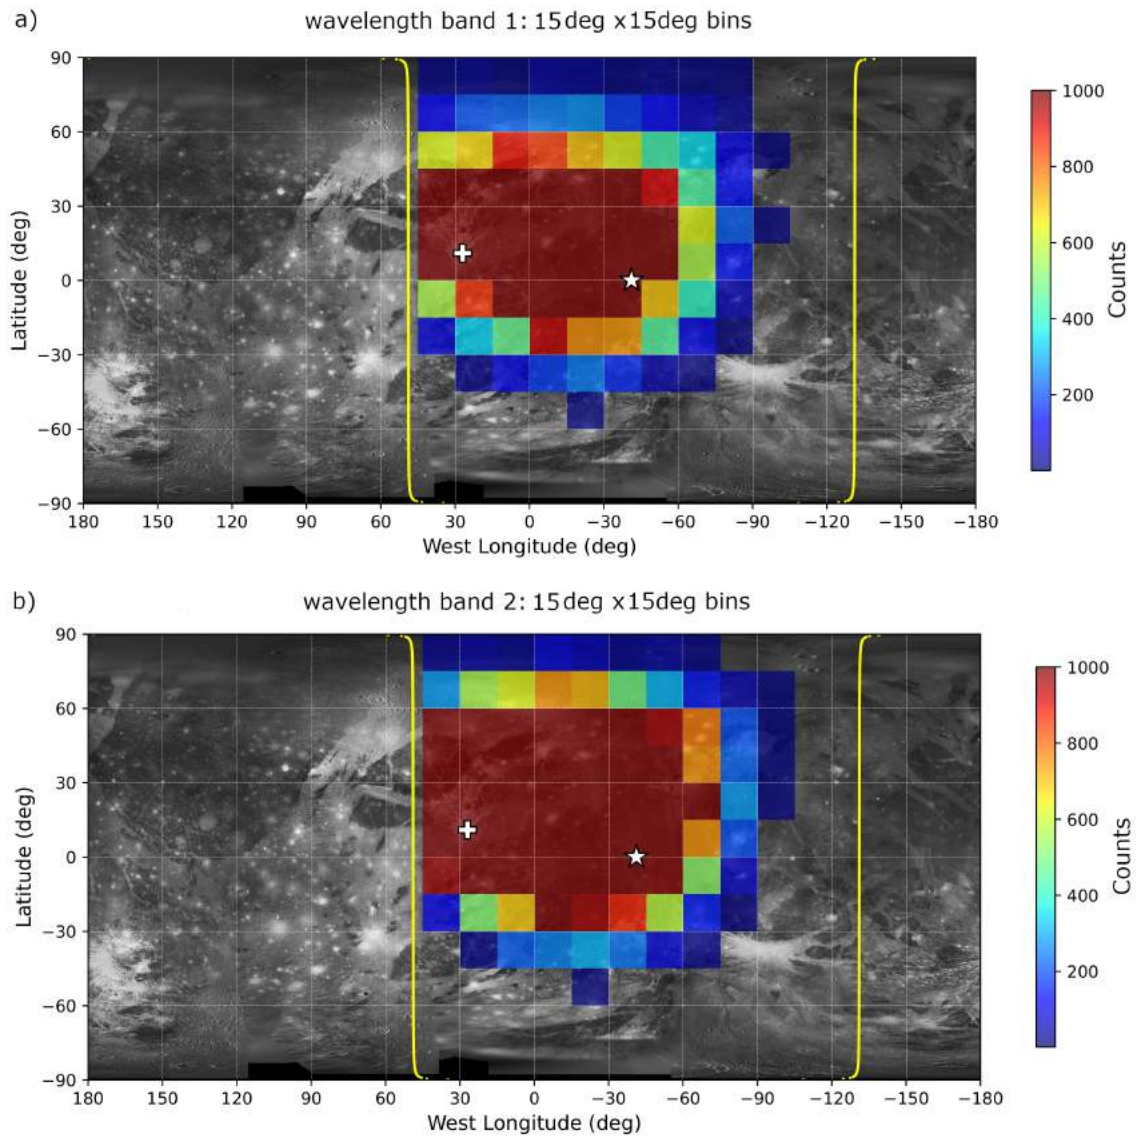 a)
wavelength band 1: 15deg x15deg bins
90
60
30
0
−30
−60
−90
Latitude (deg)
180 150 120 90 60 30 0 −30 −60 −90 −120 −150 −180
West Longitude (deg)
1000
800
600
400
200
Counts
b)
wavelength band 2: 15deg x15deg bins
90
60
30
0
−30
−60
−90
Latitude (deg)
180 150 120 90 60 30 0 −30 −60 −90 −120 −150 −180
West Longitude (deg)
1000
800
600
400
200
Counts